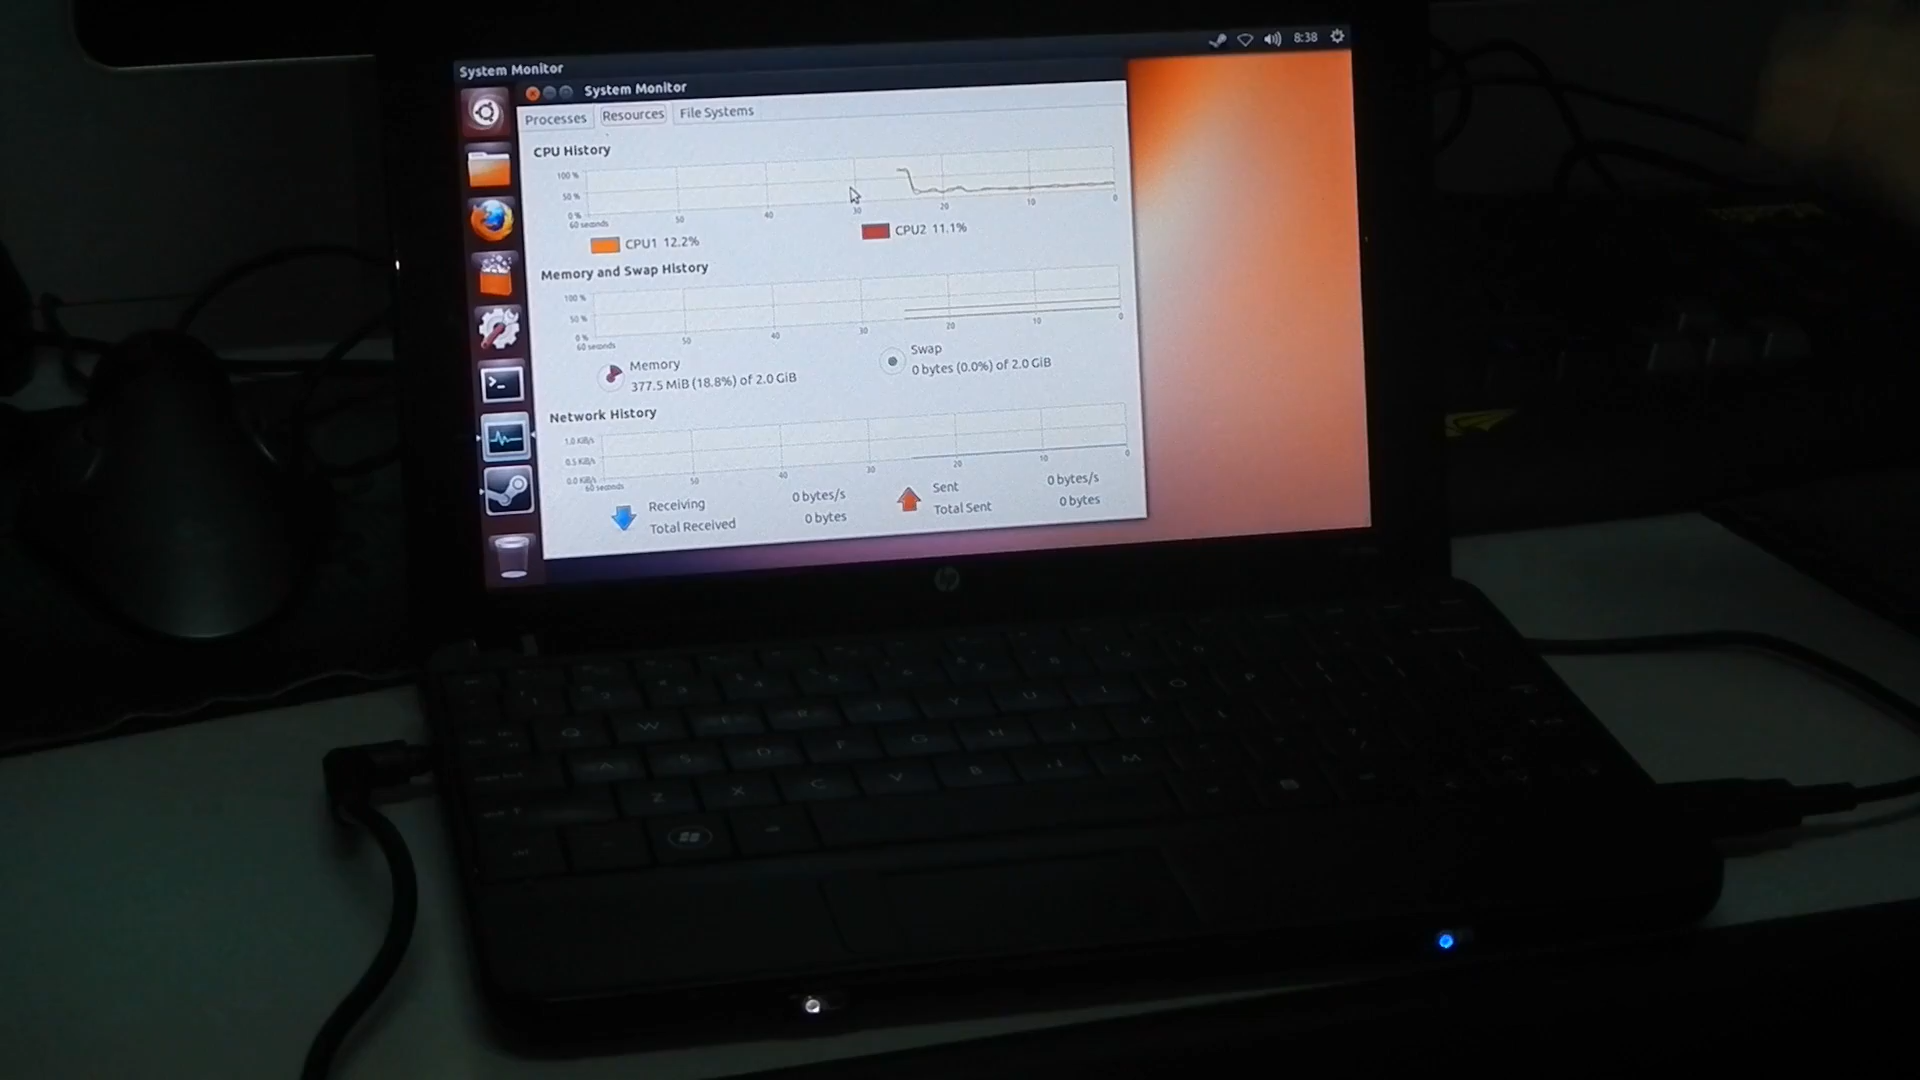 System Monitor
8:38
System Monitor
Processes Resources File Systems
CPU History
100 %
50 %
0 %
60 seconds 50 40 30 20 10 0
CPU1 12.2% CPU2 11.1%
Memory and Swap History
100 %
50 %
0 %
60 seconds 50 40 30 20 10 0
Memory
377.5 MiB (18.8%) of 2.0 GiB
Swap
0 bytes (0.0%) of 2.0 GiB
Network History
1.0 KiB/s
0.5 KiB/s
0.0 KiB/s
60 seconds 50 40 30 20 10 0
Receiving 0 bytes/s
Total Received 0 bytes
Sent 0 bytes/s
Total Sent 0 bytes
hp
Q W E R T Y U I O P
A S D F G H J K L
Z X C V B N M